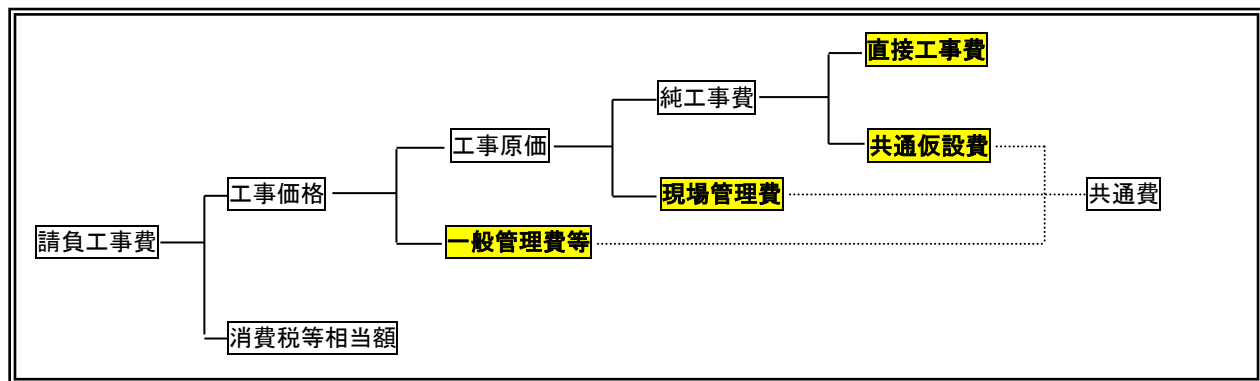 直接工事費
純工事費
共通仮設費
工事原価
現場管理費
共通費
工事価格
一般管理費等
請負工事費
消費税等相当額